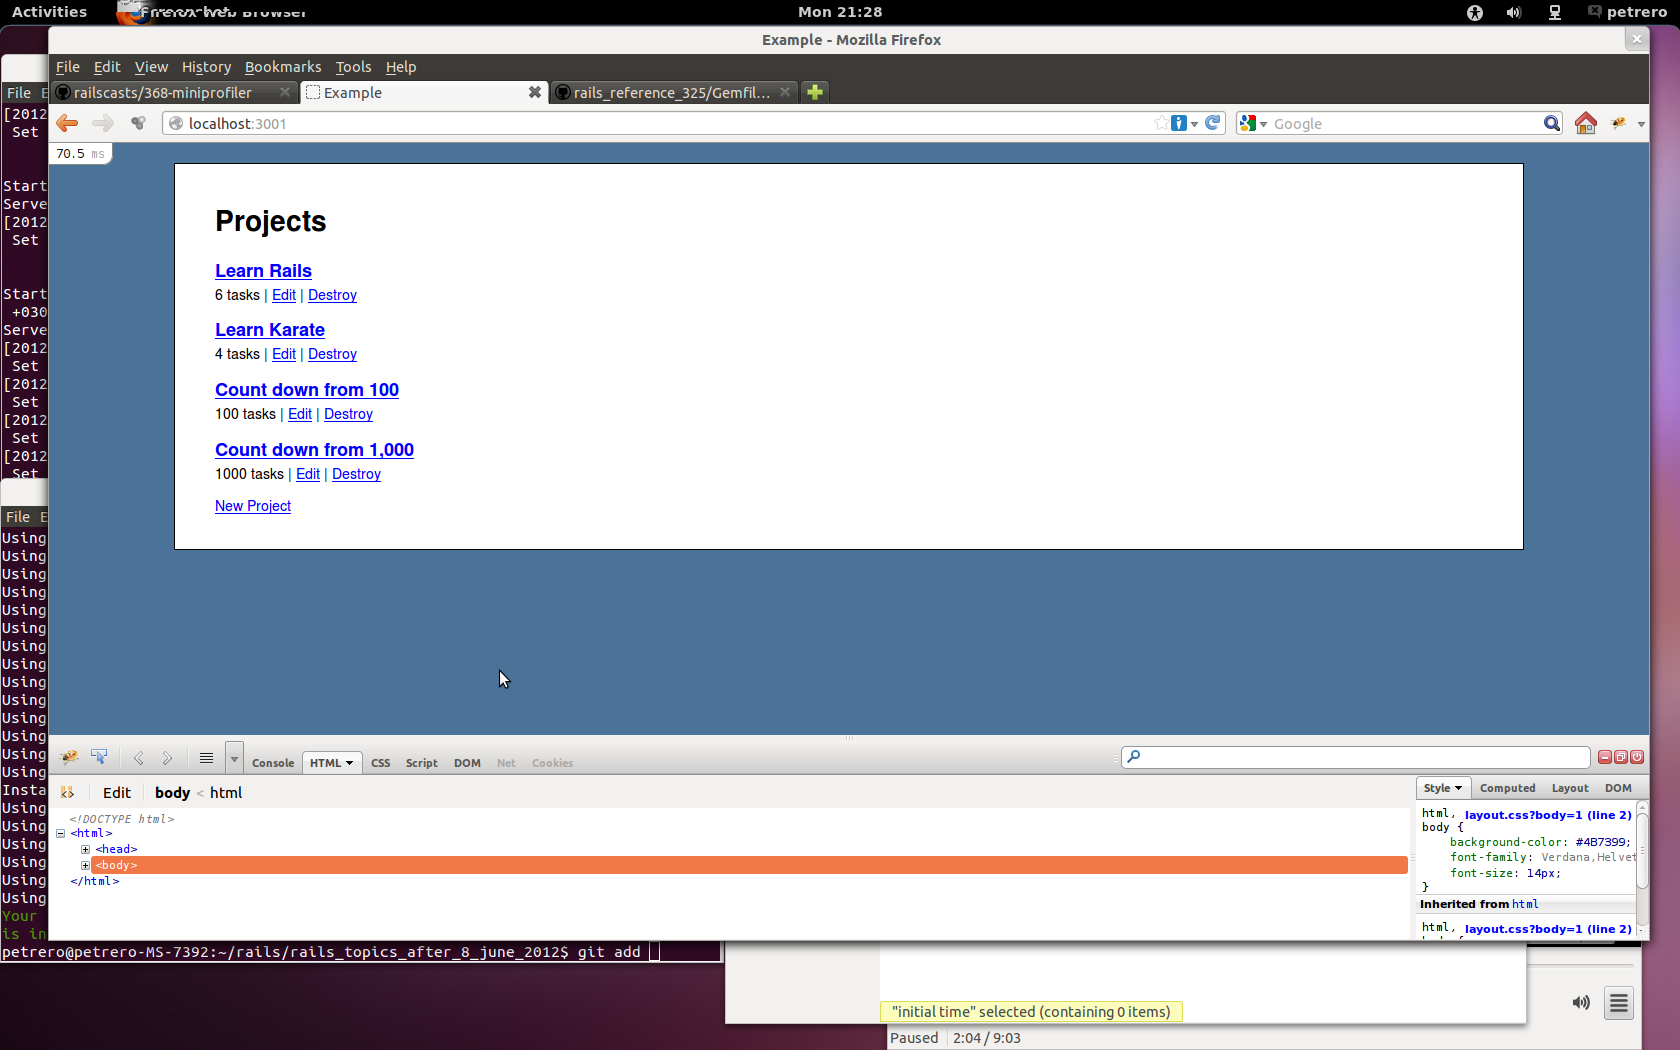 Activities
Mon 21:28
petrero
Example - Mozilla Firefox
File Edit View History Bookmarks Tools Help
railscasts/368-miniprofiler
Example
rails_reference_325/Gemfil...
localhost:3001
Google
70.5 ms
Projects
Learn Rails
6 tasks | Edit | Destroy
Learn Karate
4 tasks | Edit | Destroy
Count down from 100
100 tasks | Edit | Destroy
Count down from 1,000
1000 tasks | Edit | Destroy
New Project
Console HTML CSS Script DOM Net Cookies
Edit body < html
<!DOCTYPE html>
<html>
<head>
<body>
</html>
Style Computed Layout DOM
html, layout.css?body=1 (line 2)
body {
background-color: #4B7399;
font-family: Verdana,Helvet
font-size: 14px;
}
Inherited from html
html, layout.css?body=1 (line 2)
File E
[2012
Set
Start
Serve
[2012
Set
Start
+030
Serve
[2012
Set
[2012
Set
[2012
Set
[2012
Set
File E
Using
Using
Using
Using
Using
Using
Using
Using
Using
Using
Using
Using
Using
Using
Insta
Using
Using
Using
Using
Using
Using
Your
is in
petrero@petrero-MS-7392:~/rails/rails_topics_after_8_june_2012$ git add
"initial time" selected (containing 0 items)
Paused 2:04 / 9:03